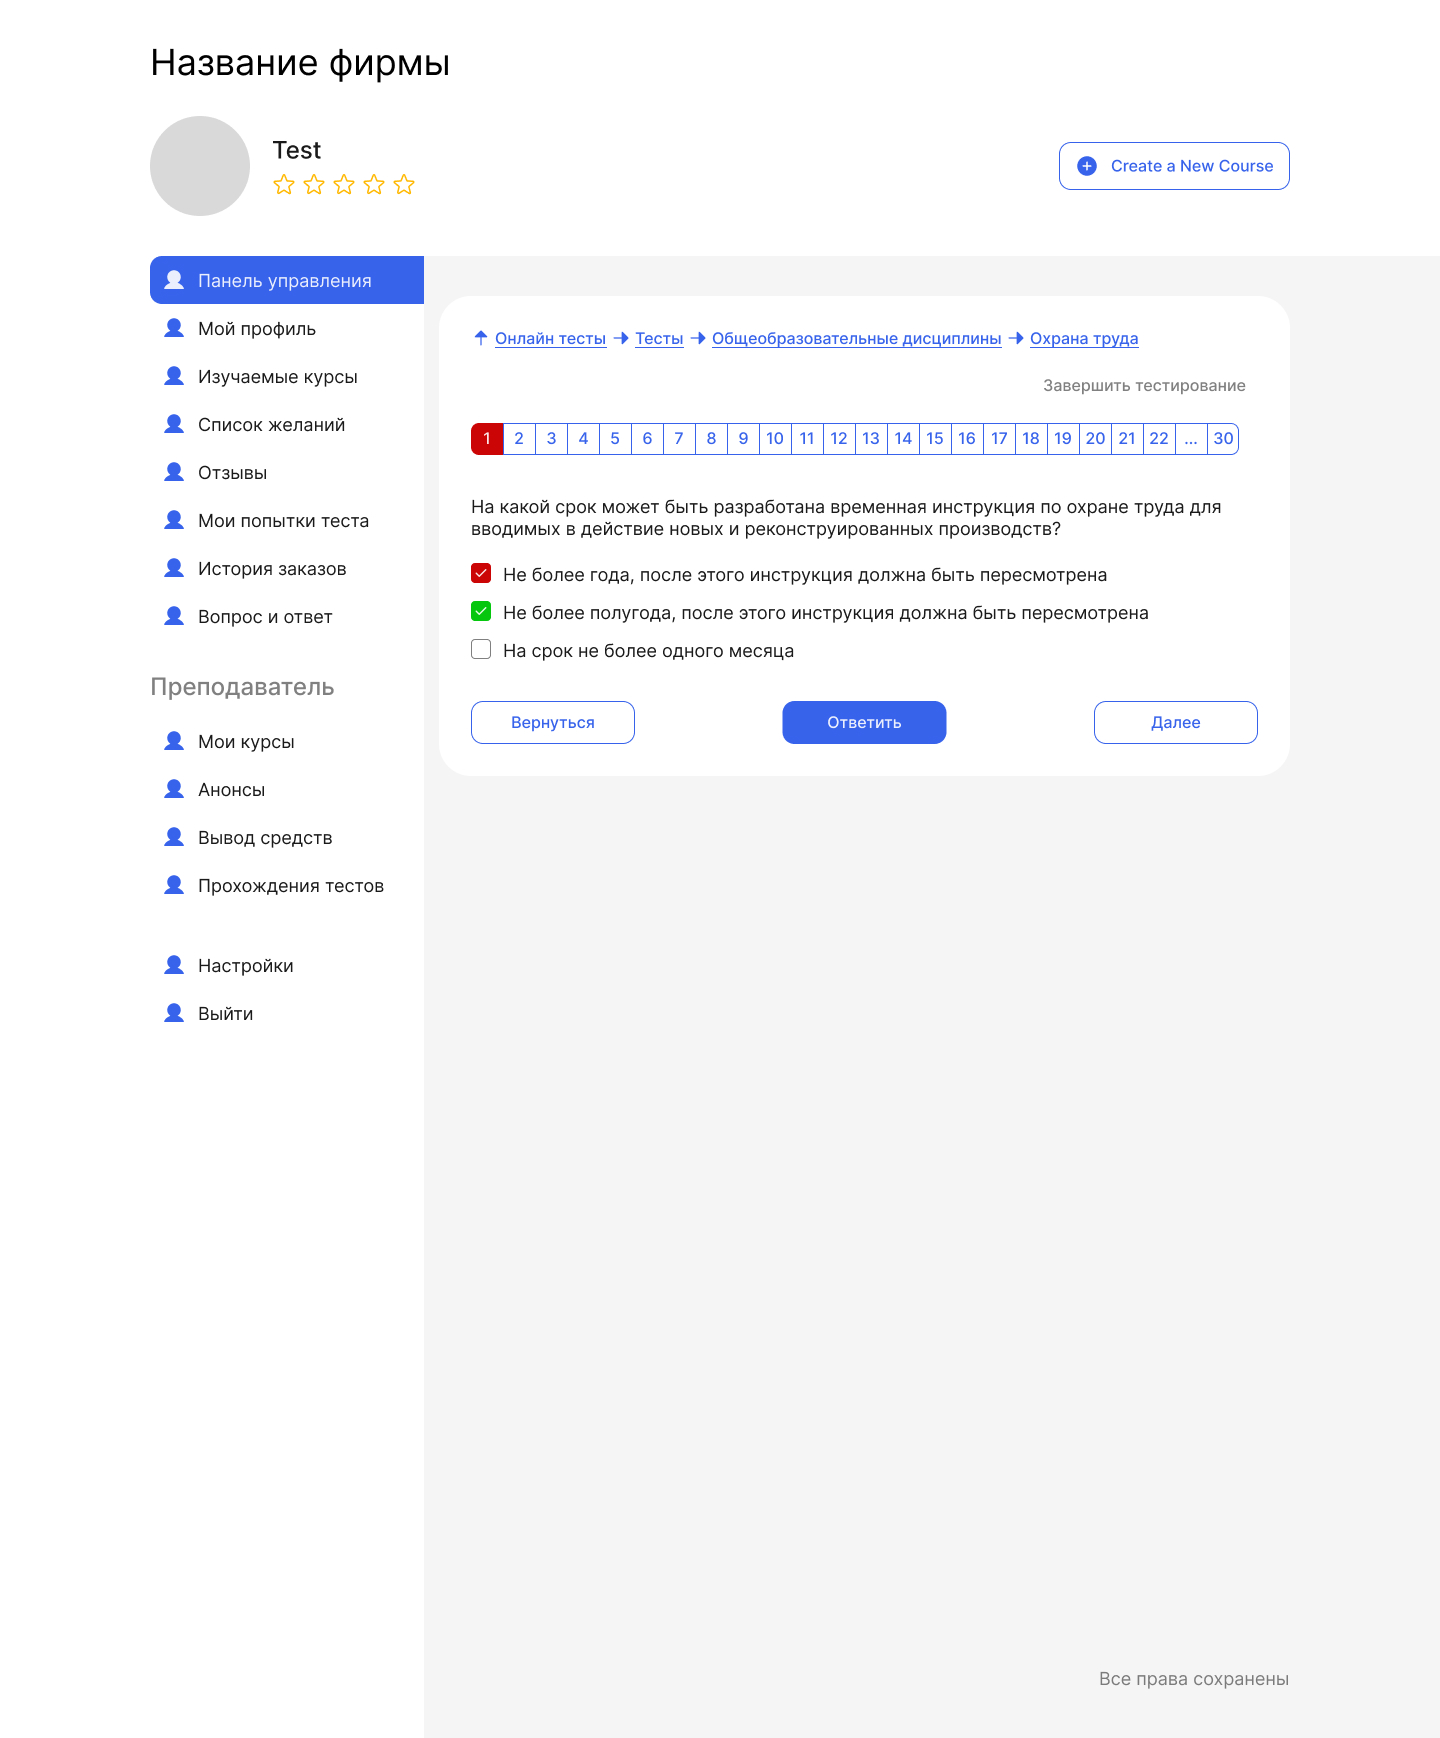 Название фирмы
Test
Create a New Course
Панель управления
Мой профиль
Изучаемые курсы
Список желаний
Отзывы
Мои попытки теста
История заказов
Вопрос и ответ
Преподаватель
Мои курсы
Анонсы
Вывод средств
Прохождения тестов
Настройки
Выйти
Онлайн тесты Тесты Общеобразовательные дисциплины Охрана труда
Завершить тестирование
1 2 3 4 5 6 7 8 9 10 11 12 13 14 15 16 17 18 19 20 21 22 ... 30
На какой срок может быть разработана временная инструкция по охране труда для
вводимых в действие новых и реконструированных производств?
Не более года, после этого инструкция должна быть пересмотрена
Не более полугода, после этого инструкция должна быть пересмотрена
На срок не более одного месяца
Вернуться Ответить Далее
Все права сохранены